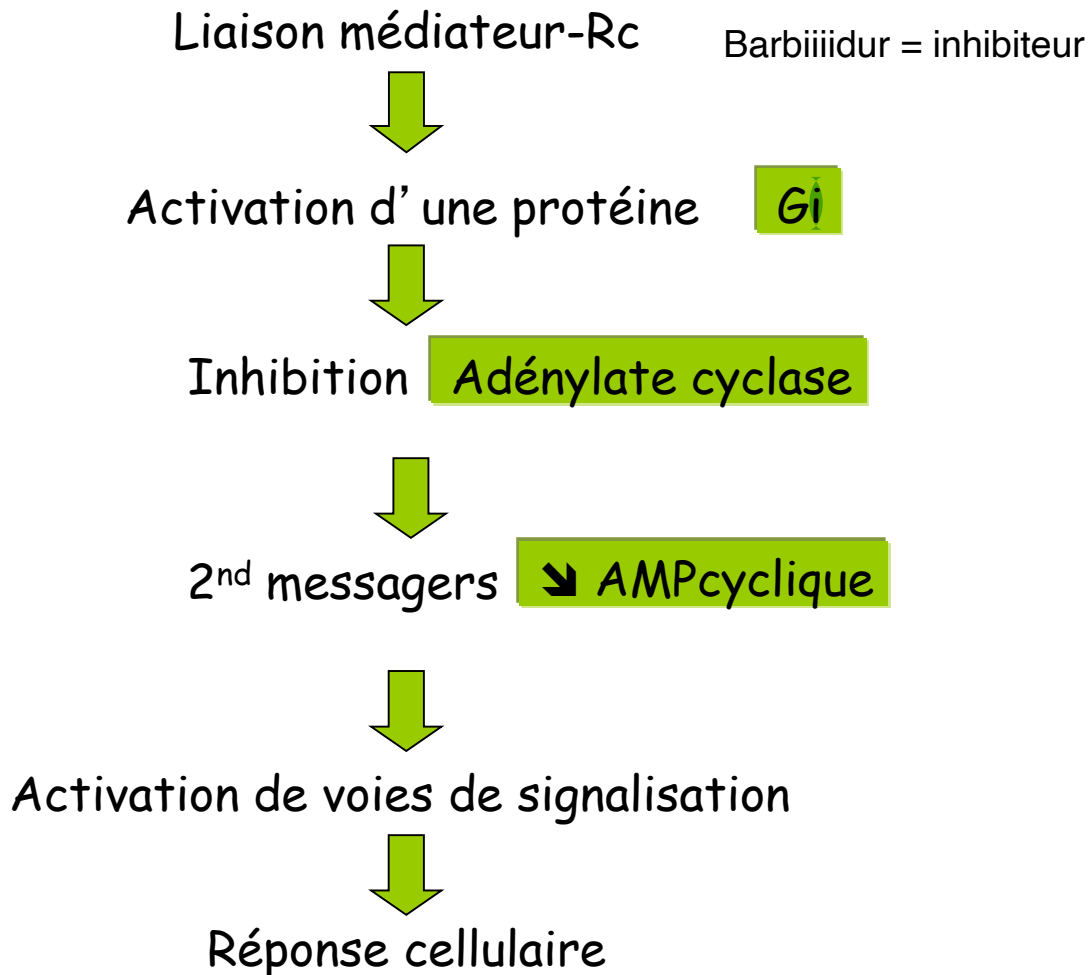 Liaison médiateur-Rc
Barbiiiidur = inhibiteur
Activation d’ une protéine Gi
Inhibition Adénylate cyclase
2nd messagers ➘ AMPcyclique
Activation de voies de signalisation
Réponse cellulaire